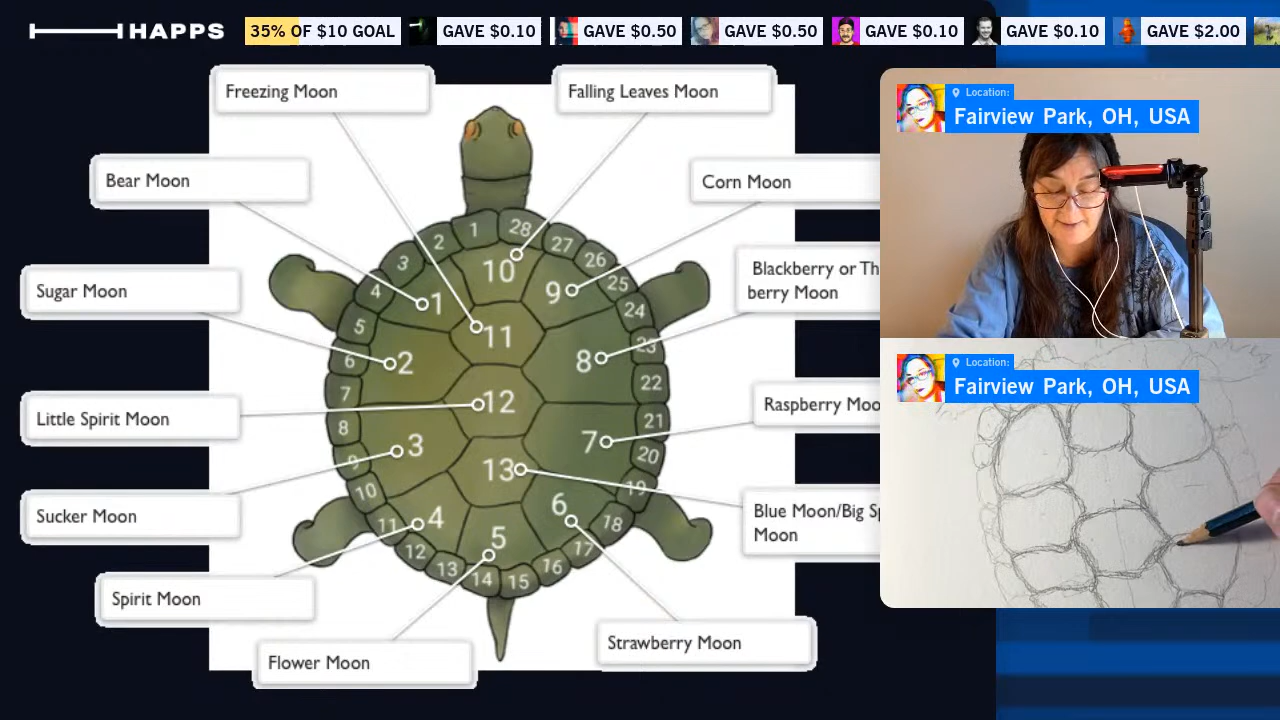 HAPPS
35% OF $10 GOAL
GAVE $0.10
GAVE $0.50
GAVE $0.50
GAVE $0.10
GAVE $0.10
GAVE $2.00
Freezing Moon
Falling Leaves Moon
Bear Moon
Corn Moon
Sugar Moon
Blackberry or Th
berry Moon
Little Spirit Moon
Raspberry Moo
Sucker Moon
Blue Moon/Big Sp
Moon
Spirit Moon
Strawberry Moon
Flower Moon
1
2
3
4
5
6
7
8
9
10
11
12
13
14
15
16
17
18
19
20
21
22
23
24
25
26
27
28
1
2
3
4
5
6
7
8
9
10
11
12
13
Location:
Fairview Park, OH, USA
Location:
Fairview Park, OH, USA